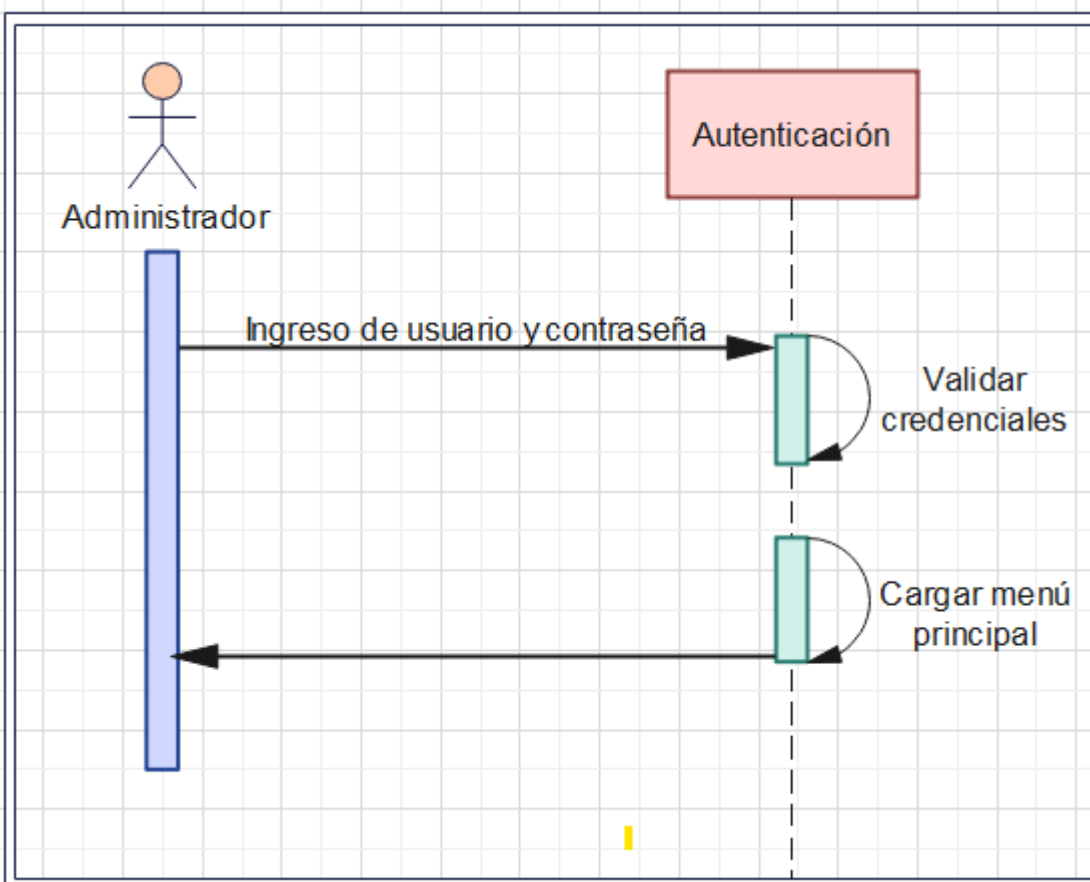 Autenticación
Administrador
Ingreso de usuario y contraseña
Validar
credenciales
Cargar menú
principal